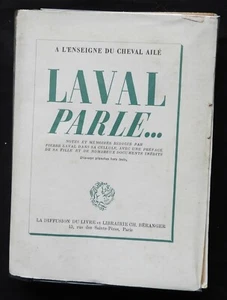 A L'ENSEIGNE DU CHEVAL AILÉ
LAVAL
PARLE...
NOTES ET MÉMOIRES RÉDIGÉS PAR
PIERRE LAVAL DANS SA CELLULE, AVEC UNE PRÉFACE
DE SA FILLE ET DE NOMBREUX DOCUMENTS INÉDITS
LA DIFFUSION DU LIVRE et LIBRAIRIE CH. BÉRANGER
15, rue des Saints-Pères, Paris